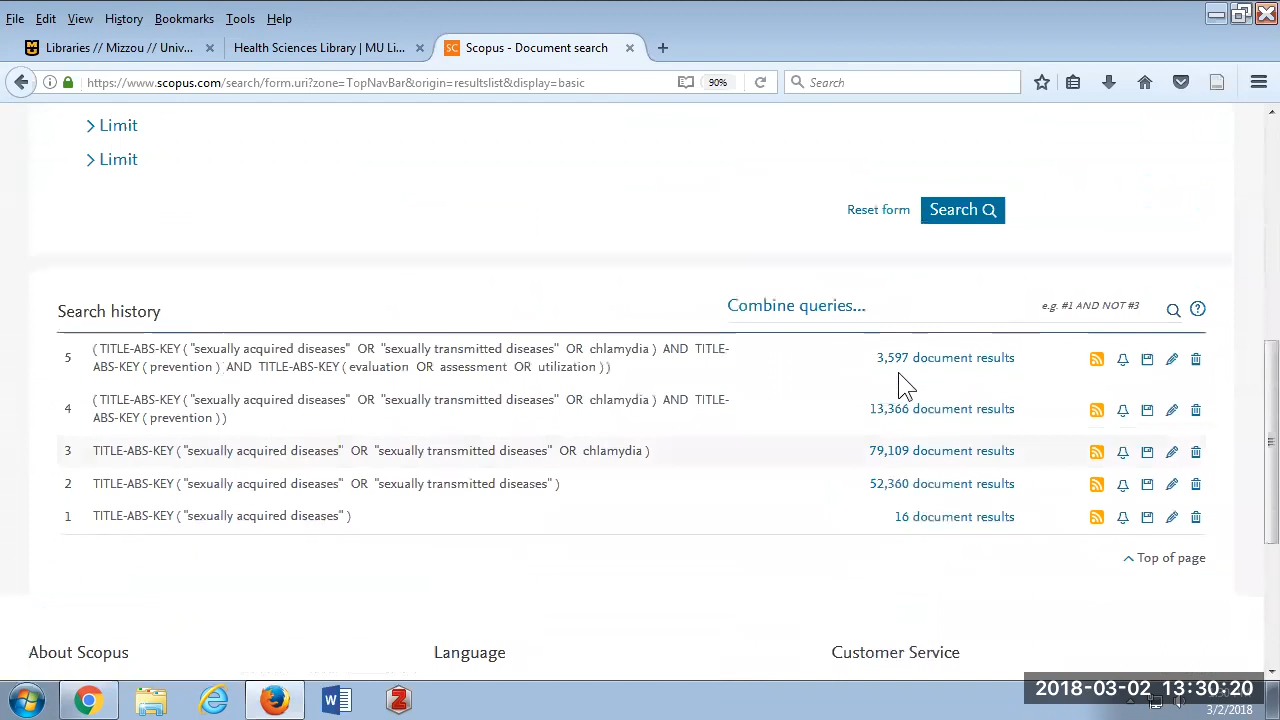 File Edit View History Bookmarks Tools Help
Libraries // Mizzou // Univ... × Health Sciences Library | MU Li... × SC Scopus - Document search × +
https://www.scopus.com/search/form.uri?zone=TopNavBar&origin=resultslist&display=basic 90% Search
> Limit
> Limit
Reset form Search
Search history Combine queries... e.g. #1 AND NOT #3
5 ( TITLE-ABS-KEY ( "sexually acquired diseases" OR "sexually transmitted diseases" OR chlamydia ) AND TITLE- 3,597 document results
ABS-KEY ( prevention ) AND TITLE-ABS-KEY ( evaluation OR assessment OR utilization ) )
4 ( TITLE-ABS-KEY ( "sexually acquired diseases" OR "sexually transmitted diseases" OR chlamydia ) AND TITLE- 13,366 document results
ABS-KEY ( prevention ) )
3 TITLE-ABS-KEY ( "sexually acquired diseases" OR "sexually transmitted diseases" OR chlamydia ) 79,109 document results
2 TITLE-ABS-KEY ( "sexually acquired diseases" OR "sexually transmitted diseases" ) 52,360 document results
1 TITLE-ABS-KEY ( "sexually acquired diseases" ) 16 document results
Top of page
About Scopus Language Customer Service
2018-03-02 13:30:20
3/2/2018